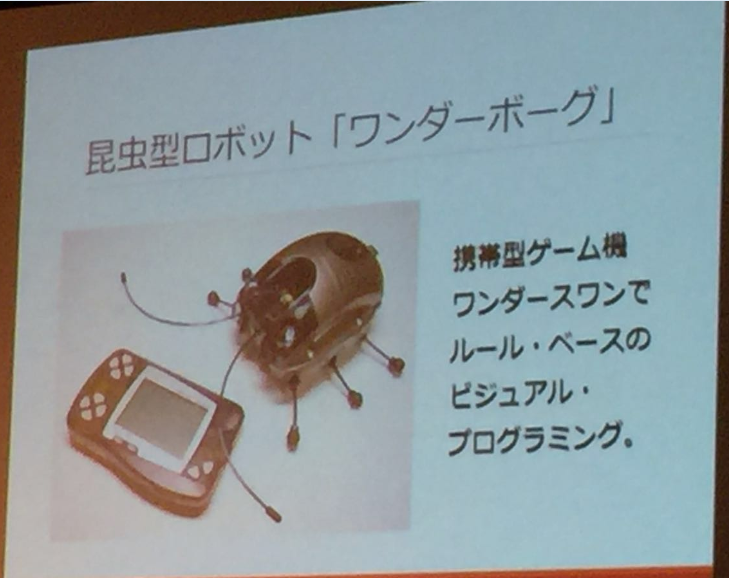 昆虫型ロボット「ワンダーボーグ」
携帯型ゲーム機
ワンダースワンで
ルール・ベースの
ビジュアル・
プログラミング。